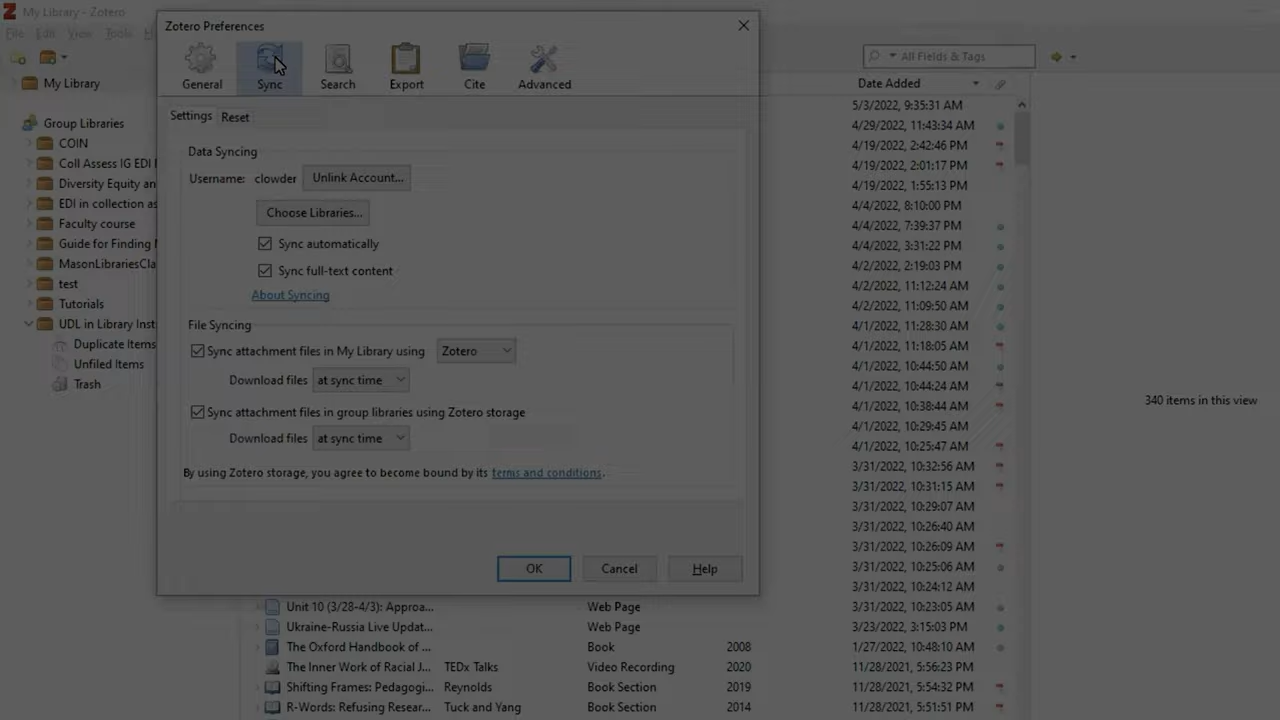 My Library - Zotero
File Edit View Tools
All Fields & Tags
My Library
Group Libraries
COIN
Coll Assess IG EDI
Diversity Equity an
EDI in collection as
Faculty course
Guide for Finding
MasonLibrariesCla
test
Tutorials
UDL in Library Inst
Duplicate Items
Unfiled Items
Trash
Zotero Preferences
General Sync Search Export Cite Advanced
Settings Reset
Data Syncing
Username: clowder Unlink Account...
Choose Libraries...
Sync automatically
Sync full-text content
About Syncing
File Syncing
Sync attachment files in My Library using Zotero
Download files at sync time
Sync attachment files in group libraries using Zotero storage
Download files at sync time
By using Zotero storage, you agree to become bound by its terms and conditions.
OK Cancel Help
Date Added
5/3/2022, 9:35:31 AM
4/29/2022, 11:43:34 AM
4/19/2022, 2:42:46 PM
4/19/2022, 2:01:17 PM
4/19/2022, 1:55:13 PM
4/4/2022, 8:10:00 PM
4/4/2022, 7:39:37 PM
4/4/2022, 3:31:22 PM
4/2/2022, 2:19:03 PM
4/2/2022, 11:12:24 AM
4/2/2022, 11:09:50 AM
4/1/2022, 11:28:30 AM
4/1/2022, 11:18:05 AM
4/1/2022, 10:44:50 AM
4/1/2022, 10:44:24 AM
4/1/2022, 10:38:44 AM
4/1/2022, 10:29:45 AM
4/1/2022, 10:25:47 AM
3/31/2022, 10:32:56 AM
3/31/2022, 10:31:15 AM
3/31/2022, 10:29:07 AM
3/31/2022, 10:26:40 AM
3/31/2022, 10:26:09 AM
3/31/2022, 10:25:06 AM
3/31/2022, 10:24:12 AM
Unit 10 (3/28-4/3): Approa... Web Page 3/31/2022, 10:23:05 AM
Ukraine-Russia Live Updat... Web Page 3/23/2022, 3:15:03 PM
The Oxford Handbook of ... Book 2008 1/27/2022, 10:48:10 AM
The Inner Work of Racial J... TEDx Talks Video Recording 2020 11/28/2021, 5:56:23 PM
Shifting Frames: Pedagogi... Reynolds Book Section 2019 11/28/2021, 5:54:32 PM
R-Words: Refusing Resear... Tuck and Yang Book Section 2014 11/28/2021, 5:51:51 PM
340 items in this view